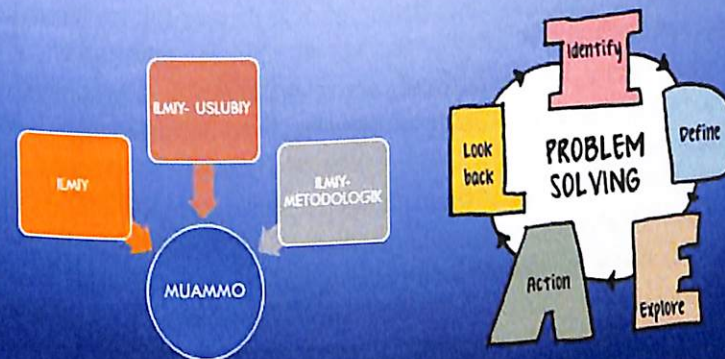 ILMIY- USLUBIY
ILMIY
ILMIY-
METODOLOGIK
MUAMMO
Identify
Define
Explore
Action
Look
back
PROBLEM
SOLVING